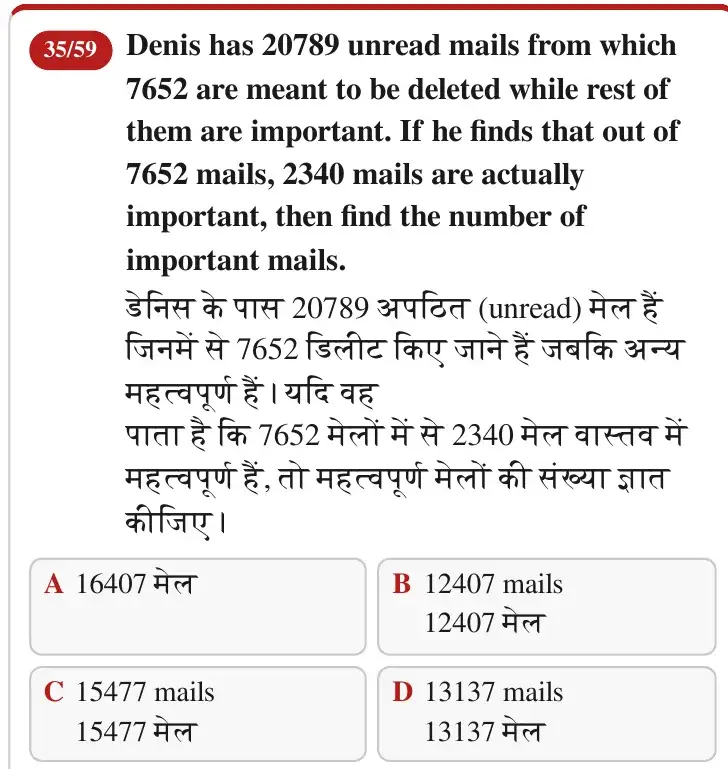 35/59 Denis has 20789 unread mails from which
7652 are meant to be deleted while rest of
them are important. If he finds that out of
7652 mails, 2340 mails are actually
important, then find the number of
important mails.
डेनिस के पास 20789 अपठित (unread) मेल हैं
जिनमें से 7652 डिलीट किए जाने हैं जबकि अन्य
महत्वपूर्ण हैं। यदि वह
पाता है कि 7652 मेलों में से 2340 मेल वास्तव में
महत्वपूर्ण हैं, तो महत्वपूर्ण मेलों की संख्या ज्ञात
कीजिए।
A 16407 मेल
B 12407 mails
12407 मेल
C 15477 mails
15477 मेल
D 13137 mails
13137 मेल